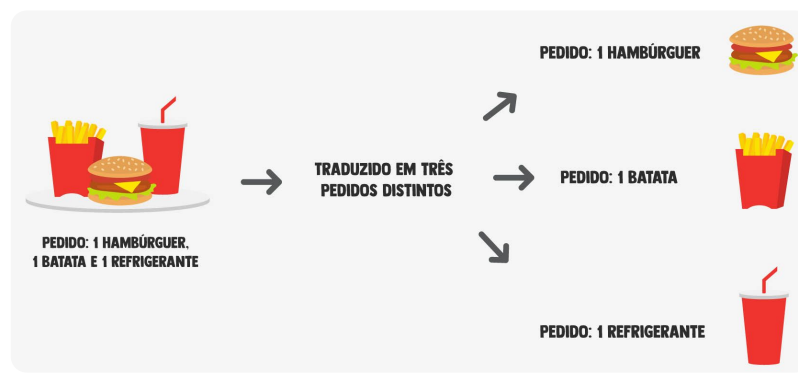 PEDIDO: 1 HAMBÚRGUER,
1 BATATA E 1 REFRIGERANTE
TRADUZIDO EM TRÊS
PEDIDOS DISTINTOS
PEDIDO: 1 HAMBÚRGUER
PEDIDO: 1 BATATA
PEDIDO: 1 REFRIGERANTE